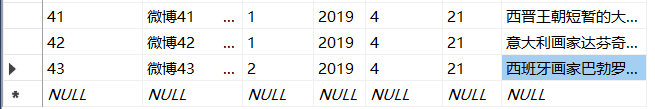 41 微博41 ... 1 2019 4 21 西晋王朝短暂的大...
42 微博42 ... 1 2019 4 21 意大利画家达芬奇...
43 微博43 ... 2 2019 4 21 西班牙画家巴勃罗...
NULL NULL NULL NULL NULL NULL NULL